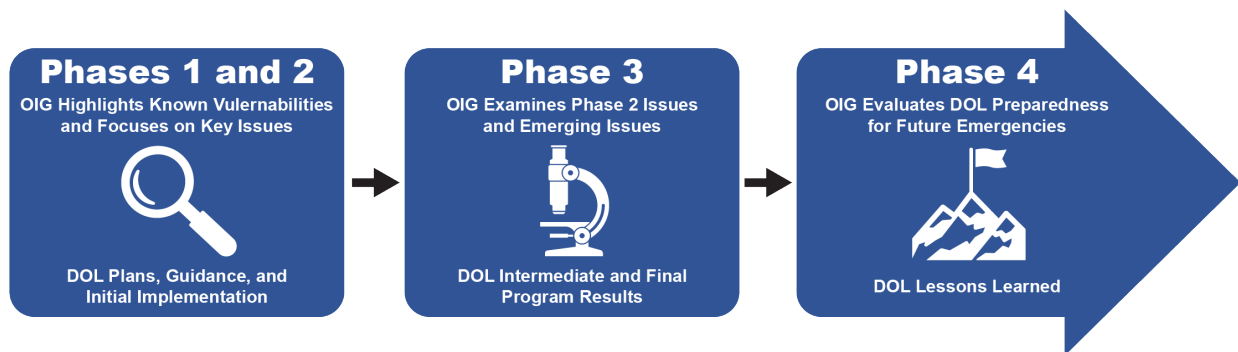 Phases 1 and 2
OIG Highlights Known Vulernabilities
and Focuses on Key Issues
DOL Plans, Guidance, and
Initial Implementation
Phase 3
OIG Examines Phase 2 Issues
and Emerging Issues
DOL Intermediate and Final
Program Results
Phase 4
OIG Evaluates DOL Preparedness
for Future Emergencies
DOL Lessons Learned